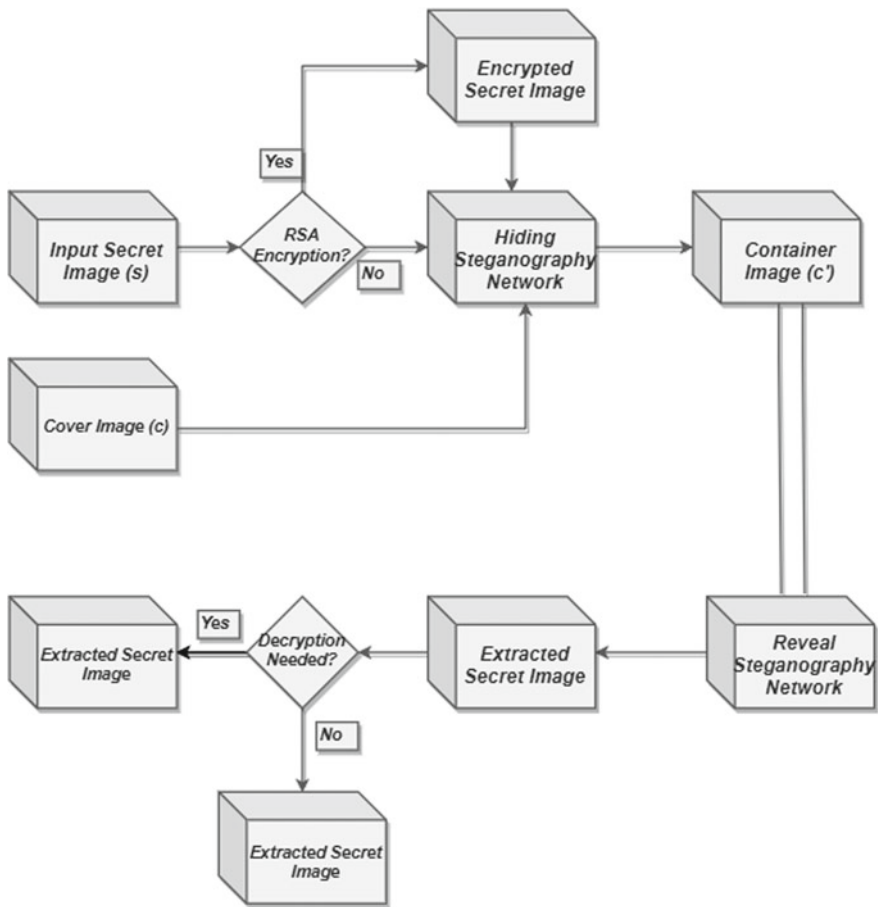 Encrypted
Secret Image
Yes
Input Secret
Image (s)
RSA
Encryption?
No
Hiding
Steganography
Network
Container
Image (c')
Cover Image (c)
Extracted Secret
Image
Yes
Decryption
Needed?
Extracted
Secret Image
Reveal
Steganography
Network
No
Extracted Secret
Image